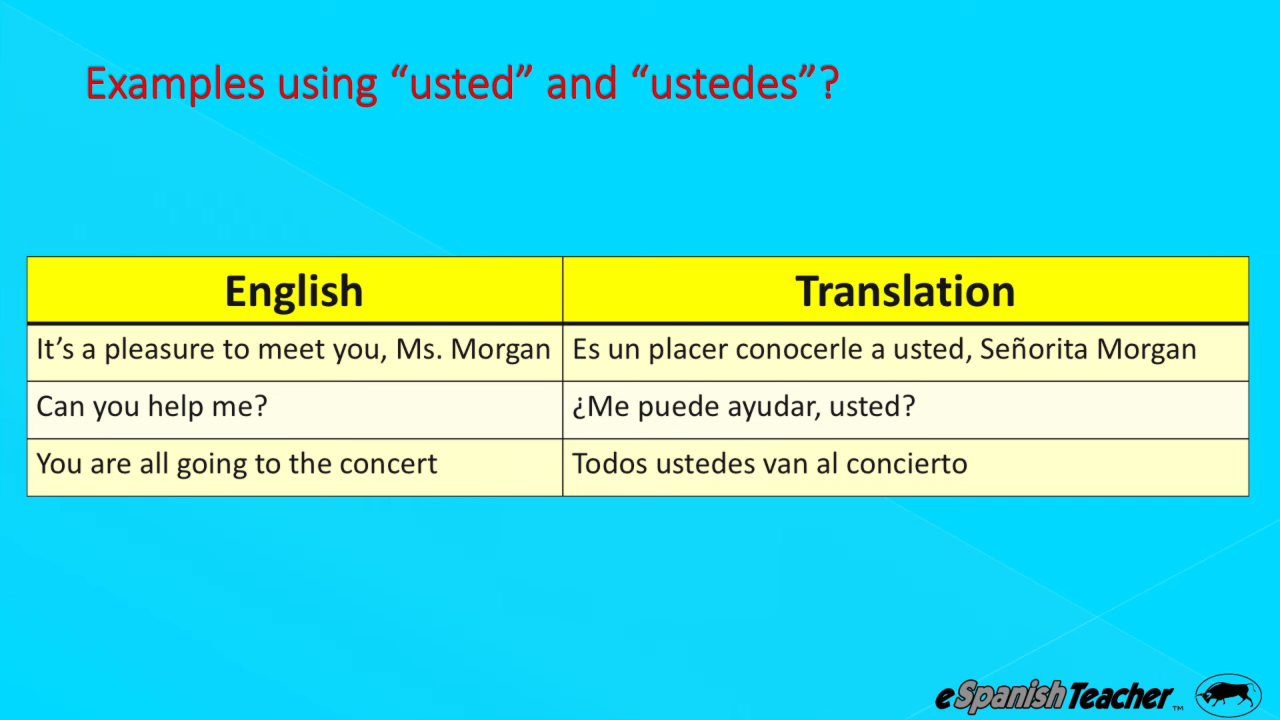 Examples using “usted” and “ustedes”?
English
Translation
It’s a pleasure to meet you, Ms. Morgan
Es un placer conocerle a usted, Señorita Morgan
Can you help me?
¿Me puede ayudar, usted?
You are all going to the concert
Todos ustedes van al concierto
eSpanishTeacher™